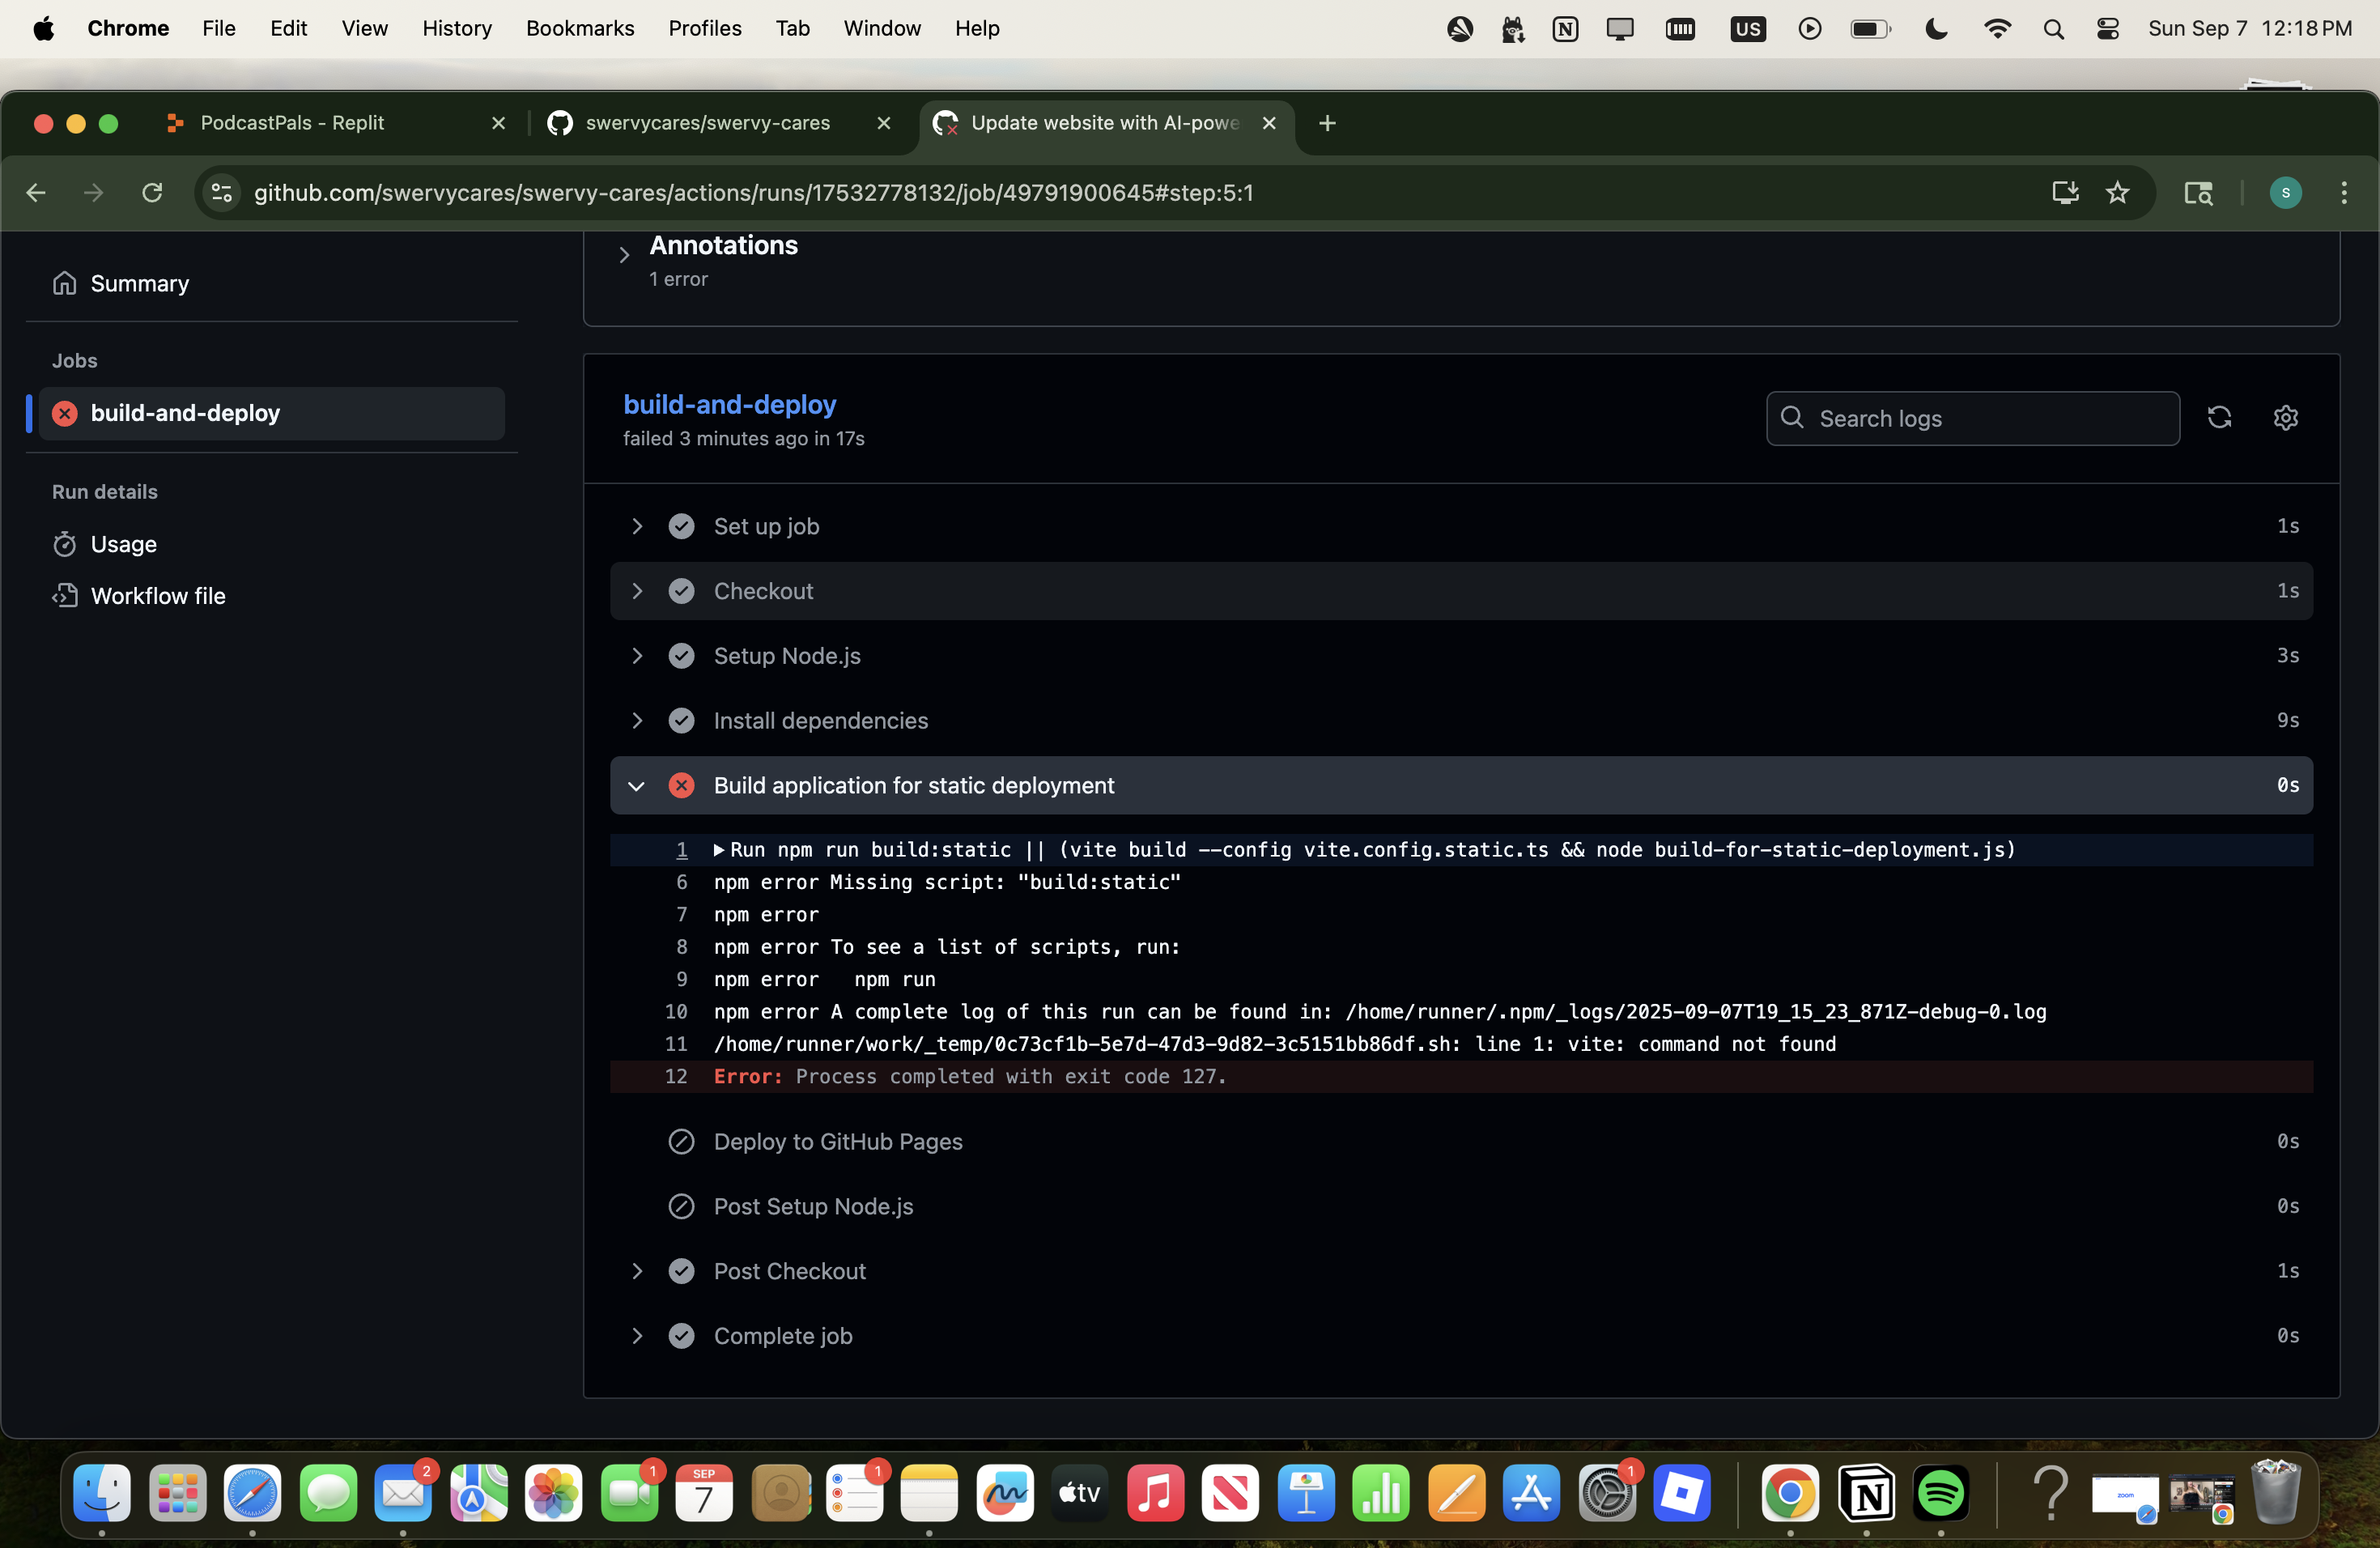 Chrome File Edit View History Bookmarks Profiles Tab Window Help US Sun Sep 7 12:18 PM
PodcastPals - Replit swervycares/swervy-cares Update website with AI-powe
github.com/swervycares/swervy-cares/actions/runs/17532778132/job/49791900645#step:5:1 s
Summary
Jobs
build-and-deploy
Run details
Usage
Workflow file
Annotations
1 error
build-and-deploy
failed 3 minutes ago in 17s
Search logs
Set up job 1s
Checkout 1s
Setup Node.js 3s
Install dependencies 9s
Build application for static deployment 0s
1 Run npm run build:static || (vite build --config vite.config.static.ts && node build-for-static-deployment.js)
6 npm error Missing script: "build:static"
7 npm error
8 npm error To see a list of scripts, run:
9 npm error   npm run
10 npm error A complete log of this run can be found in: /home/runner/.npm/_logs/2025-09-07T19_15_23_871Z-debug-0.log
11 /home/runner/work/_temp/0c73cf1b-5e7d-47d3-9d82-3c5151bb86df.sh: line 1: vite: command not found
12 Error: Process completed with exit code 127.
Deploy to GitHub Pages 0s
Post Setup Node.js 0s
Post Checkout 1s
Complete job 0s
2 1 SEP 7 1 tv 1 zoom